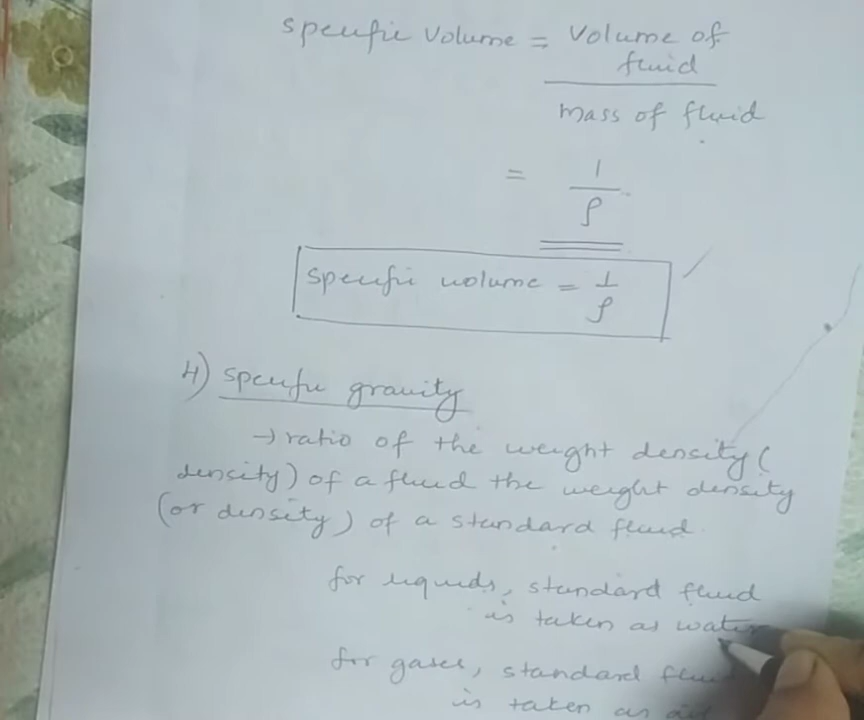 specific volume = volume of
fluid
mass of fluid
= 1
ρ
specific volume = 1
ρ
4) specific gravity
→ ratio of the weight density (
density) of a fluid the weight density
(or density) of a standard fluid.
for liquids, standard fluid
is taken as water
for gases, standard
is taken as